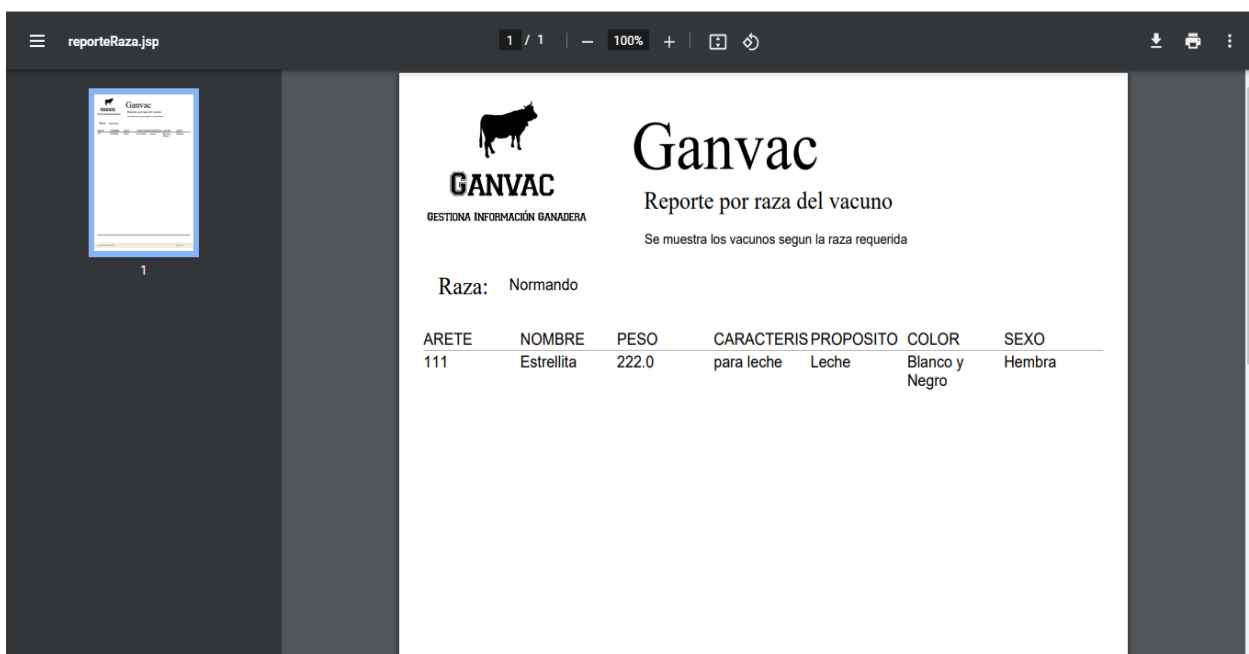 reporteRaza.jsp
1 / 1
100%
1
GANVAC
GESTIONA INFORMACIÓN GANADERA
Ganvac
Reporte por raza del vacuno
Se muestra los vacunos segun la raza requerida
Raza: Normando
ARETE NOMBRE PESO CARACTERIS PROPOSITO COLOR SEXO
111 Estrellita 222.0 para leche Leche Blanco y Hembra
Negro